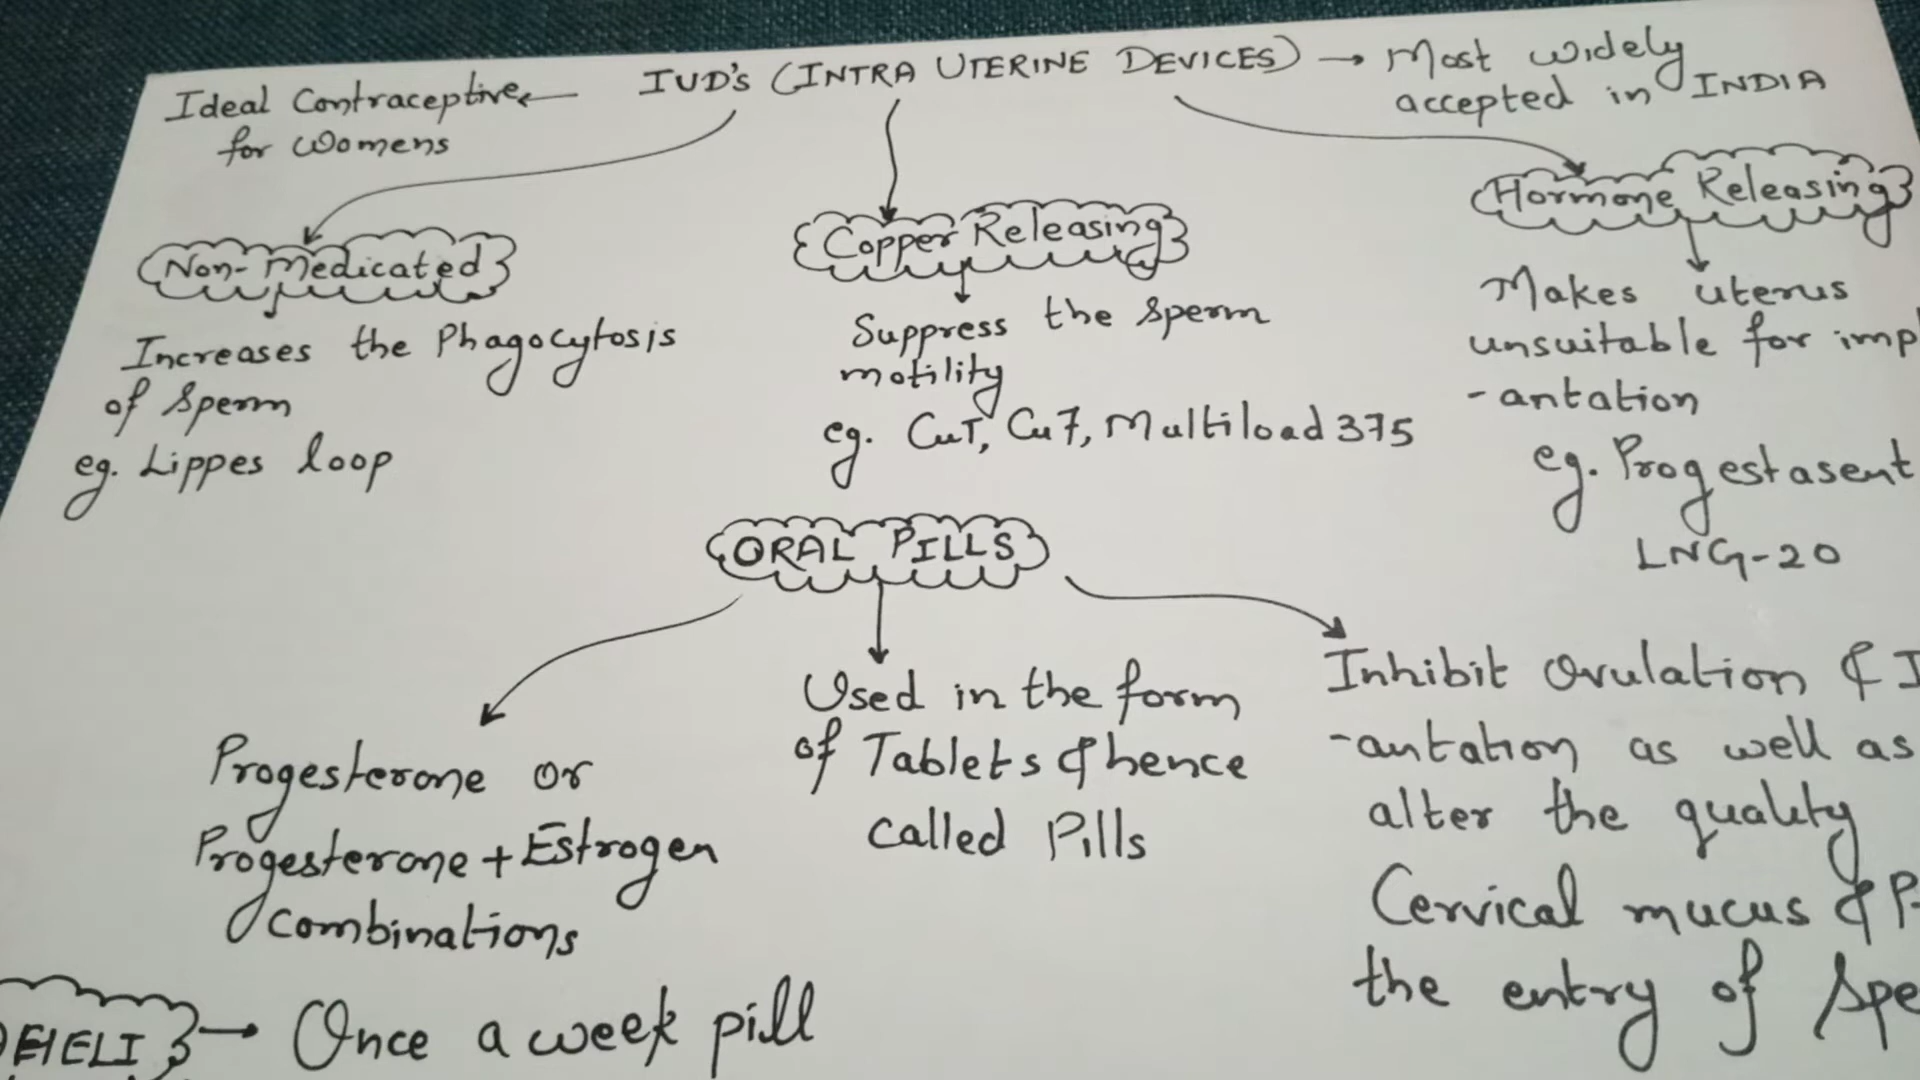 Ideal Contraceptive
for womens
IUD's (INTRA UTERINE DEVICES)
Most widely
accepted in INDIA
Non-Medicated
Increases the Phagocytosis
of Sperm
eg. Lippes loop
Copper Releasing
Suppress the Sperm
motility
eg. CuT, Cu7, Multiload 375
Hormone Releasing
Makes uterus
unsuitable for impl
-antation
eg. Progestasent
LNG-20
ORAL PILLS
Progesterone or
Progesterone + Estrogen
combinations
Used in the form
of Tablets & hence
called Pills
Inhibit Ovulation & I
-antation as well as
alter the quality
Cervical mucus & P
the entry of Spe
Once a week pill